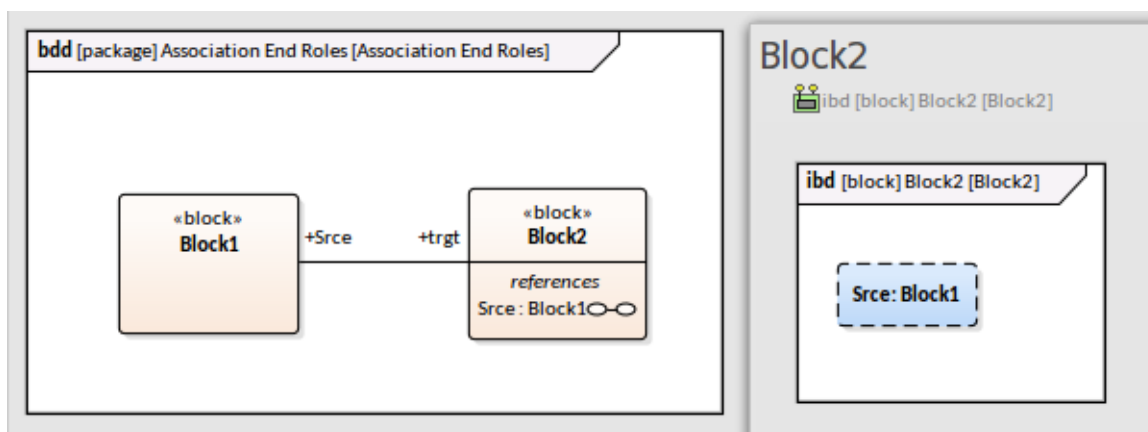 bdd [package] Association End Roles [Association End Roles]
«block»
Block1
+Srce
+trgt
«block»
Block2
references
Srce : Block1
Block2
ibd [block] Block2 [Block2]
ibd [block] Block2 [Block2]
Srce: Block1